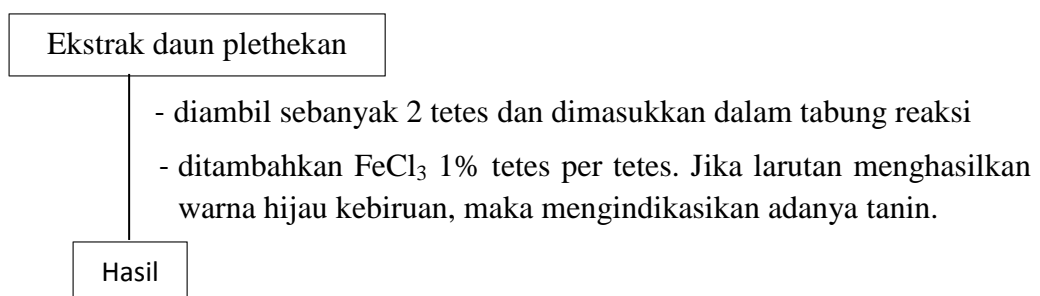 Ekstrak daun plethekan
- diambil sebanyak 2 tetes dan dimasukkan dalam tabung reaksi
- ditambahkan FeCl₃ 1% tetes per tetes. Jika larutan menghasilkan
warna hijau kebiruan, maka mengindikasikan adanya tanin.
Hasil